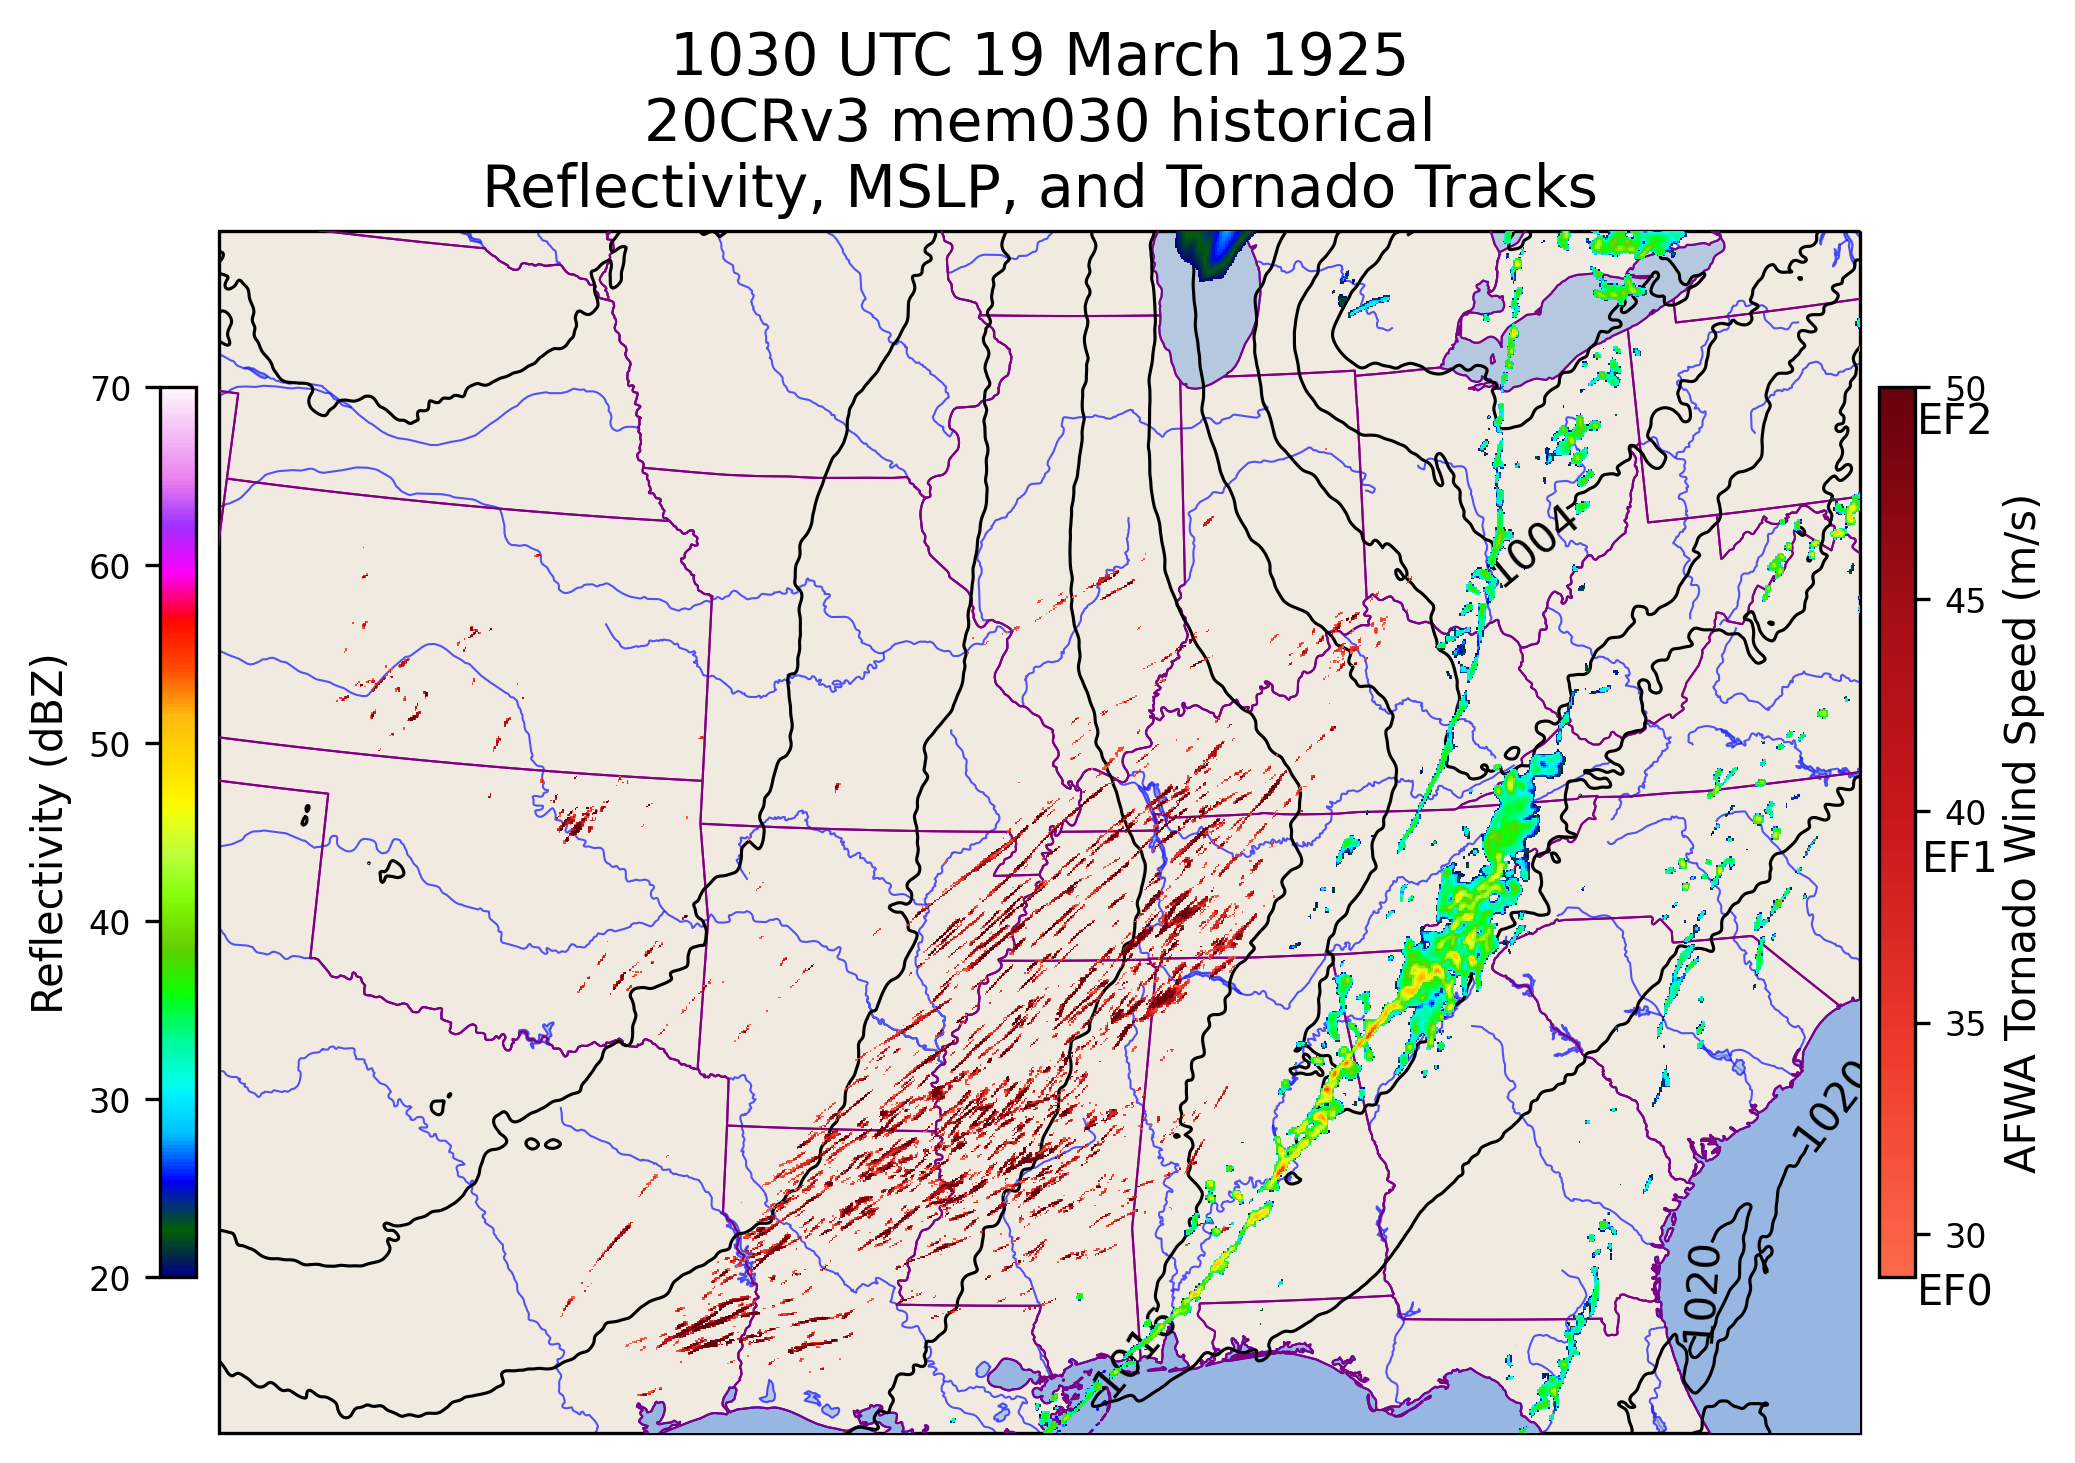 1030 UTC 19 March 1925
20CRv3 mem030 historical
Reflectivity, MSLP, and Tornado Tracks
70
60
50
40
30
20
Reflectivity (dBZ)
1004
1020
1020
50
EF2
45
40
EF1
35
30
EF0
AFWA Tornado Wind Speed (m/s)